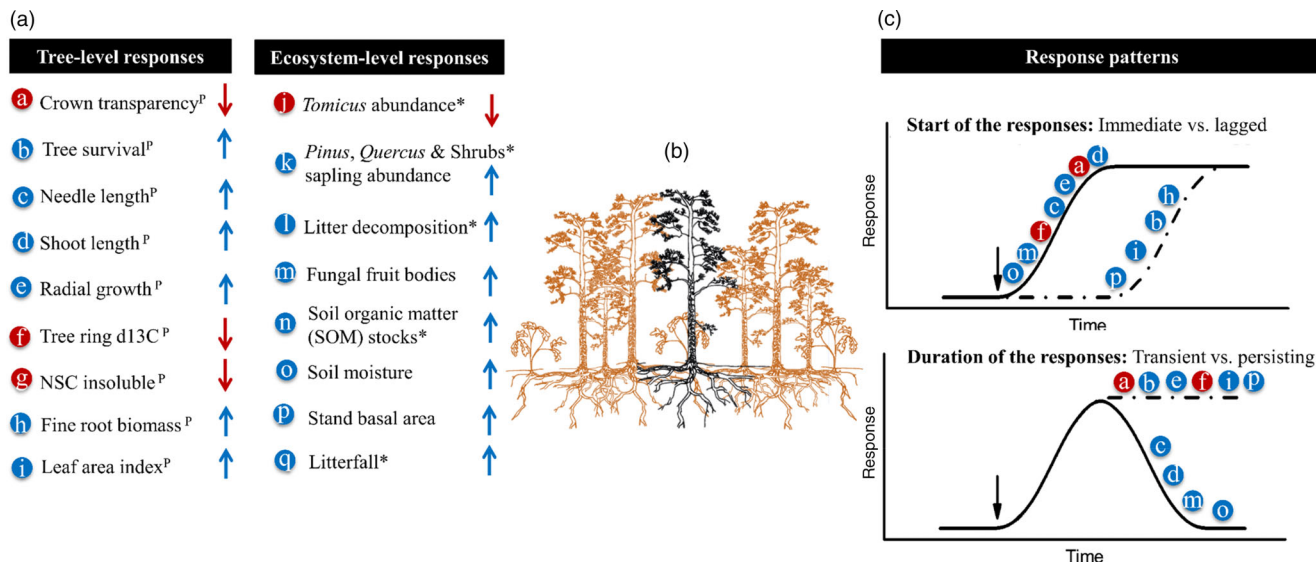 (a)
Tree-level responses
a Crown transparency^P
b Tree survival^P
c Needle length^P
d Shoot length^P
e Radial growth^P
f Tree ring d13C^P
g NSC insoluble^P
h Fine root biomass^P
i Leaf area index^P
Ecosystem-level responses
j Tomicus abundance*
k Pinus, Quercus & Shrubs*
sapling abundance
l Litter decomposition*
m Fungal fruit bodies
n Soil organic matter
(SOM) stocks*
o Soil moisture
p Stand basal area
q Litterfall*
(b)
(c)
Response patterns
Start of the responses: Immediate vs. lagged
Response
o m f c e a d
p i b h
Time
Duration of the responses: Transient vs. persisting
a b e f i p
Response
c
d
m
o
Time